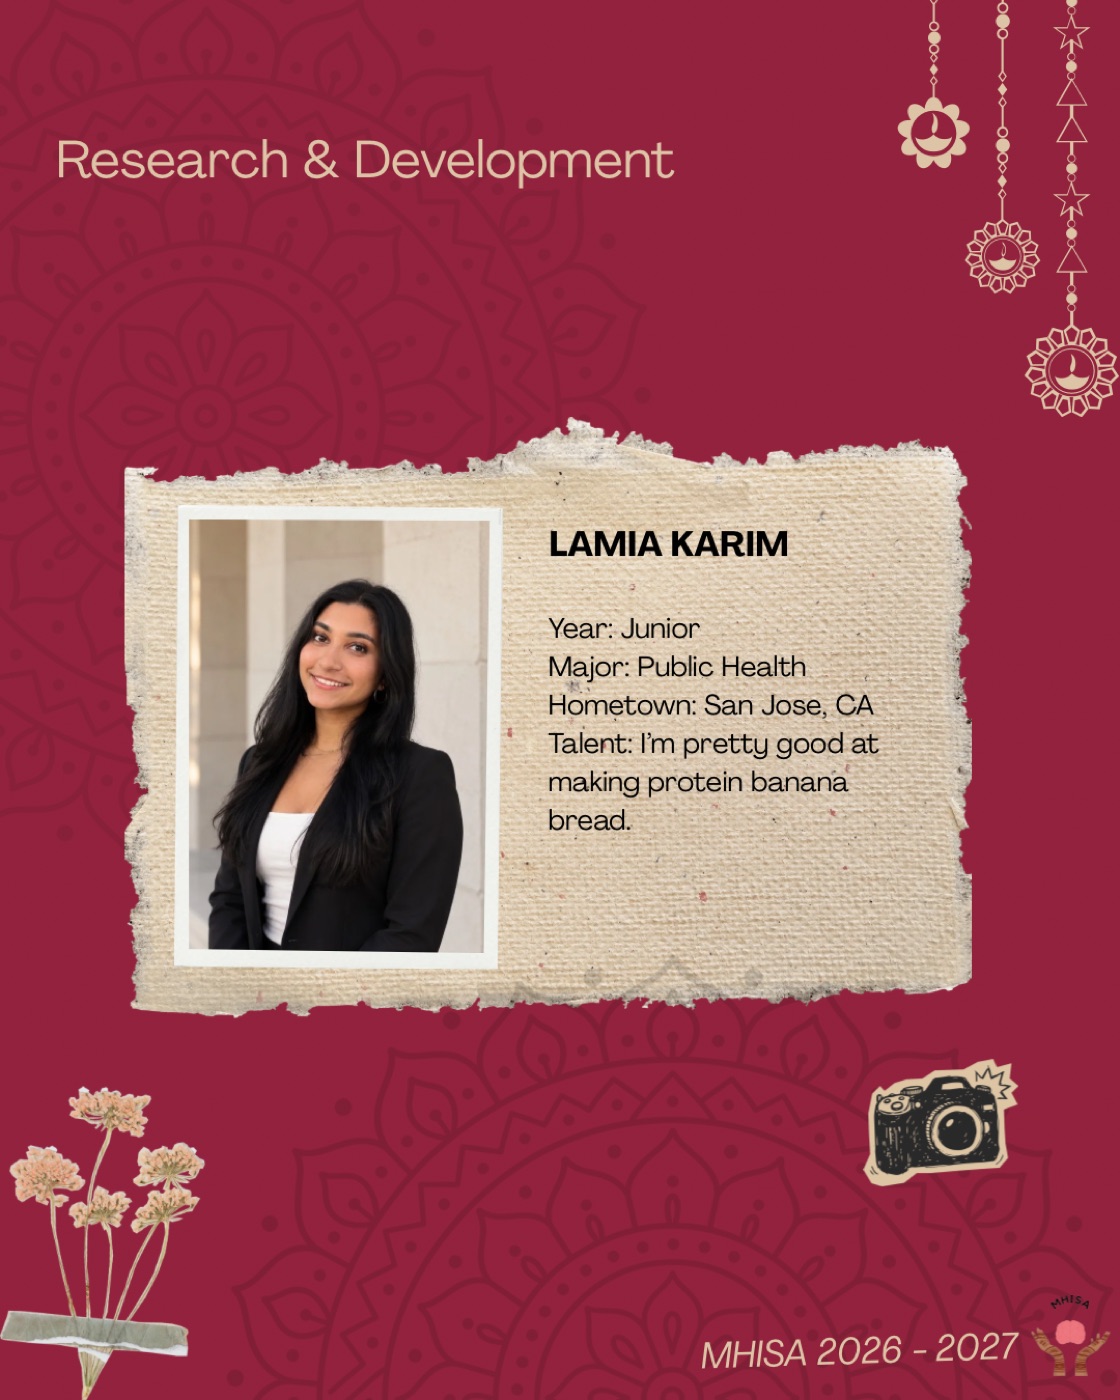 Research & Development
LAMIA KARIM
Year: Junior
Major: Public Health
Hometown: San Jose, CA
Talent: I'm pretty good at
making protein banana
bread.
MHISA
MHISA 2026 - 2027